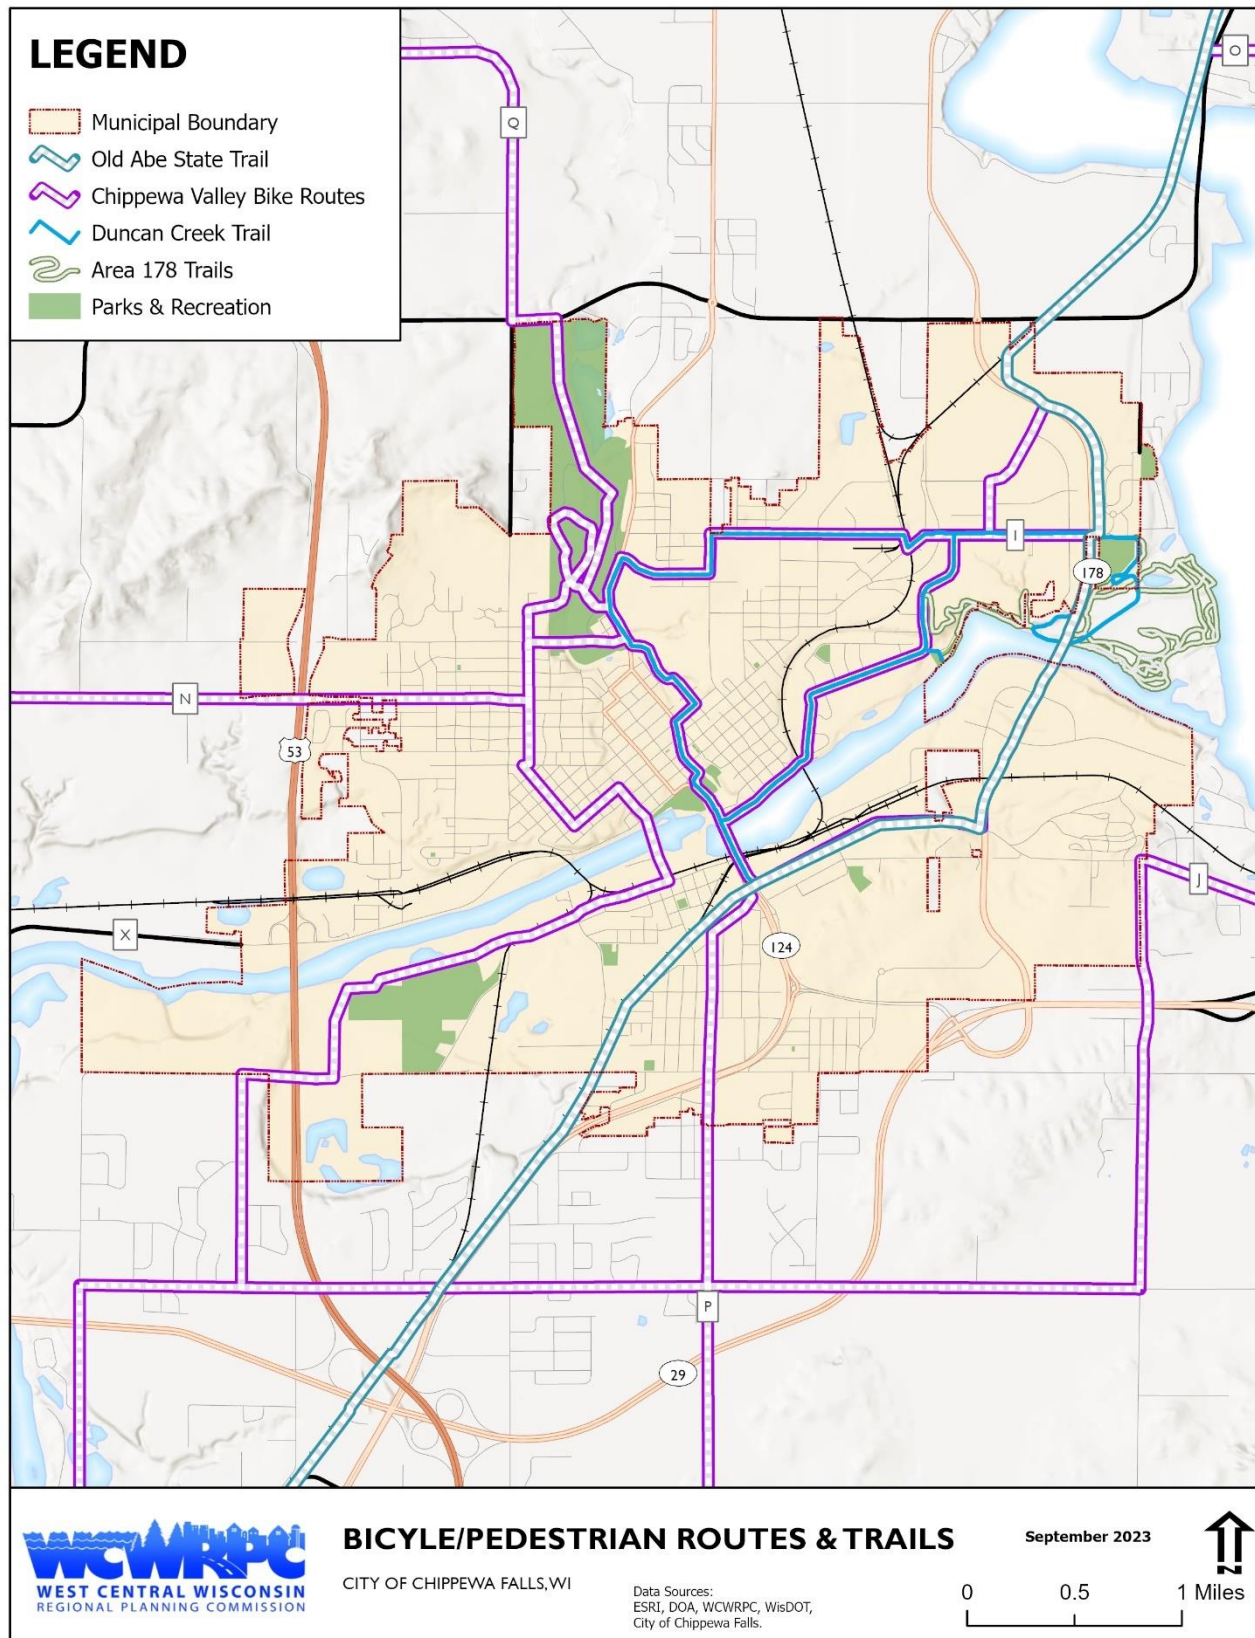 LEGEND
Municipal Boundary
Old Abe State Trail
Chippewa Valley Bike Routes
Duncan Creek Trail
Area 178 Trails
Parks & Recreation
O
Q
I
178
N
53
J
X
124
P
29
WCWRPC
WEST CENTRAL WISCONSIN
REGIONAL PLANNING COMMISSION
BICYLE/PEDESTRIAN ROUTES & TRAILS
CITY OF CHIPPEWA FALLS, WI
Data Sources:
ESRI, DOA, WCWRPC, WisDOT,
City of Chippewa Falls.
September 2023
0 0.5 1 Miles
N